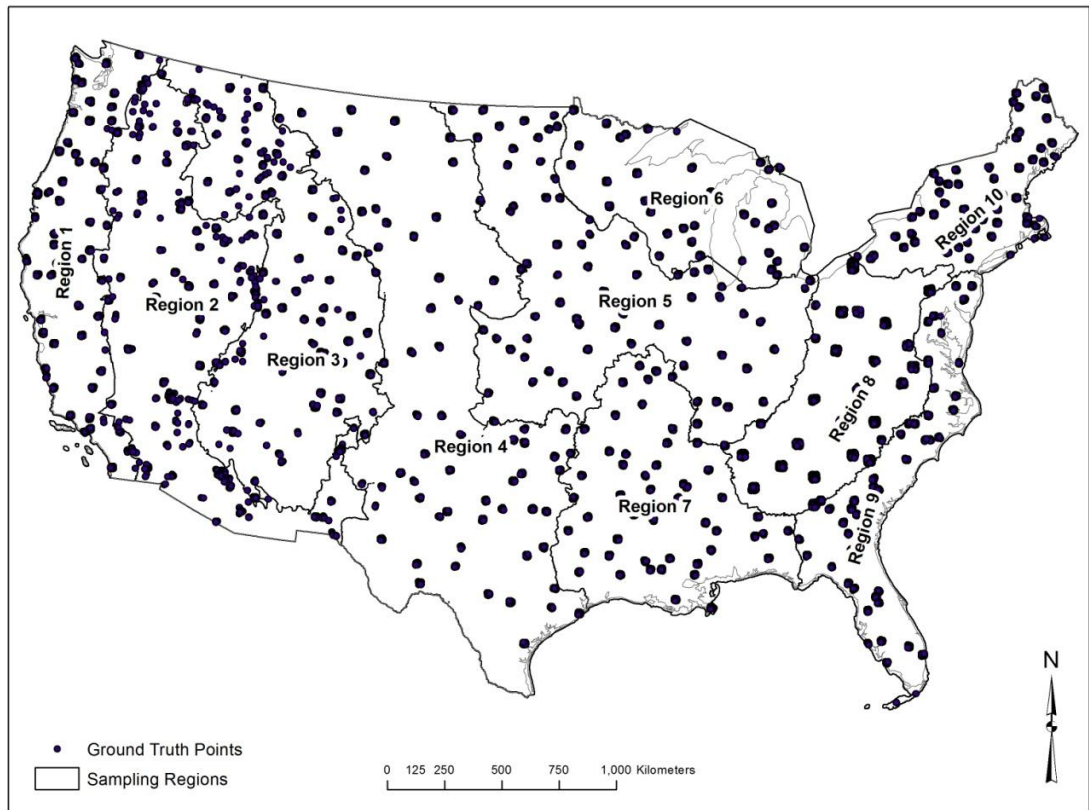 Region 1
Region 2
Region 3
Region 4
Region 5
Region 6
Region 7
Region 8
Region 9
Region 10
N
Ground Truth Points
Sampling Regions
0 125 250 500 750 1,000 Kilometers